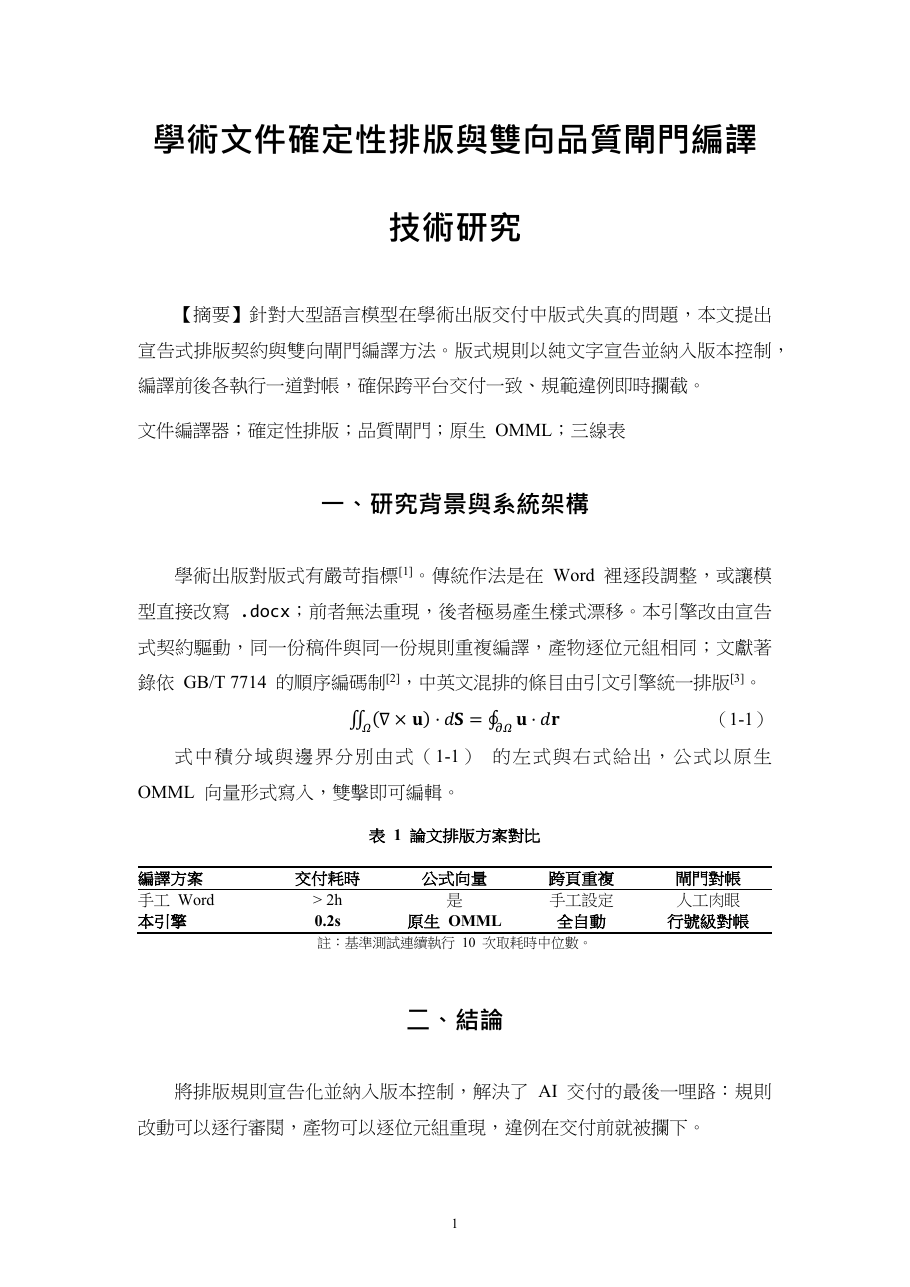 學術文件確定性排版與雙向品質閘門編譯
技術研究
【摘要】針對大型語言模型在學術出版交付中版式失真的問題，本文提出
宣告式排版契約與雙向閘門編譯方法。版式規則以純文字宣告並納入版本控制，
編譯前後各執行一道對帳，確保跨平台交付一致、規範違例即時攔截。
文件編譯器；確定性排版；品質閘門；原生 OMML；三線表
一、研究背景與系統架構
學術出版對版式有嚴苛指標[1]。傳統作法是在 Word 裡逐段調整，或讓模
型直接改寫 .docx；前者無法重現，後者極易產生樣式漂移。本引擎改由宣告
式契約驅動，同一份稿件與同一份規則重複編譯，產物逐位元組相同；文獻著
錄依 GB/T 7714 的順序編碼制[2]，中英文混排的條目由引文引擎統一排版[3]。
∬_Ω(∇ × u) · dS = ∮_∂Ω u · dr （1-1）
式中積分域與邊界分別由式（1-1） 的左式與右式給出，公式以原生
OMML 向量形式寫入，雙擊即可編輯。
表 1 論文排版方案對比
編譯方案 交付耗時 公式向量 跨頁重複 閘門對帳
手工 Word > 2h 是 手工設定 人工肉眼
本引擎 0.2s 原生 OMML 全自動 行號級對帳
註：基準測試連續執行 10 次取耗時中位數。
二、結論
將排版規則宣告化並納入版本控制，解決了 AI 交付的最後一哩路：規則
改動可以逐行審閱，產物可以逐位元組重現，違例在交付前就被攔下。
1